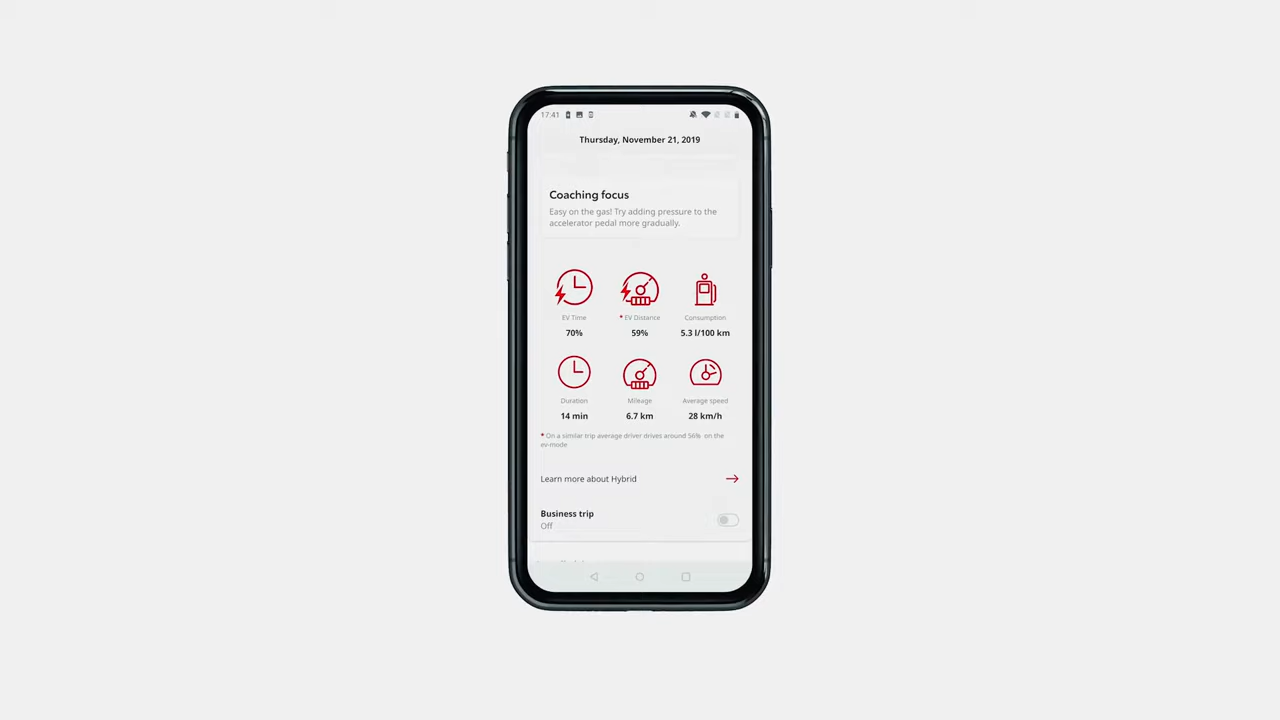 17:41
Thursday, November 21, 2019
Coaching focus
Easy on the gas! Try adding pressure to the
accelerator pedal more gradually.
EV Time
* EV Distance
Consumption
70%
59%
5.3 l/100 km
Duration
Mileage
Average speed
14 min
6.7 km
28 km/h
* On a similar trip average driver drives around 56% on the
ev-mode
Learn more about Hybrid
Business trip
Off